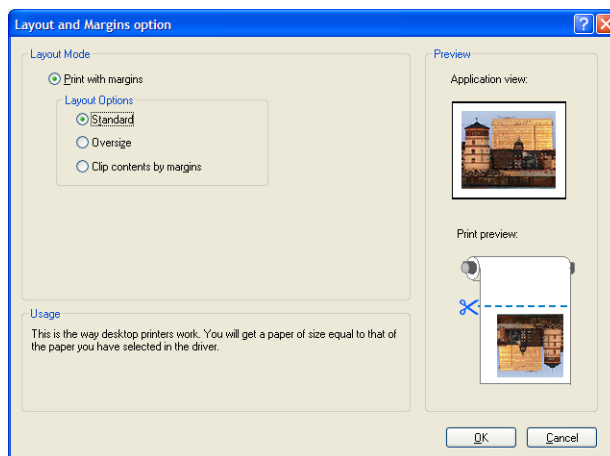 Layout and Margins option
Layout Mode
Print with margins
Layout Options
Standard
Oversize
Clip contents by margins
Usage
This is the way desktop printers work. You will get a paper of size equal to that of
the paper you have selected in the driver.
Preview
Application view:
Print preview:
OK
Cancel